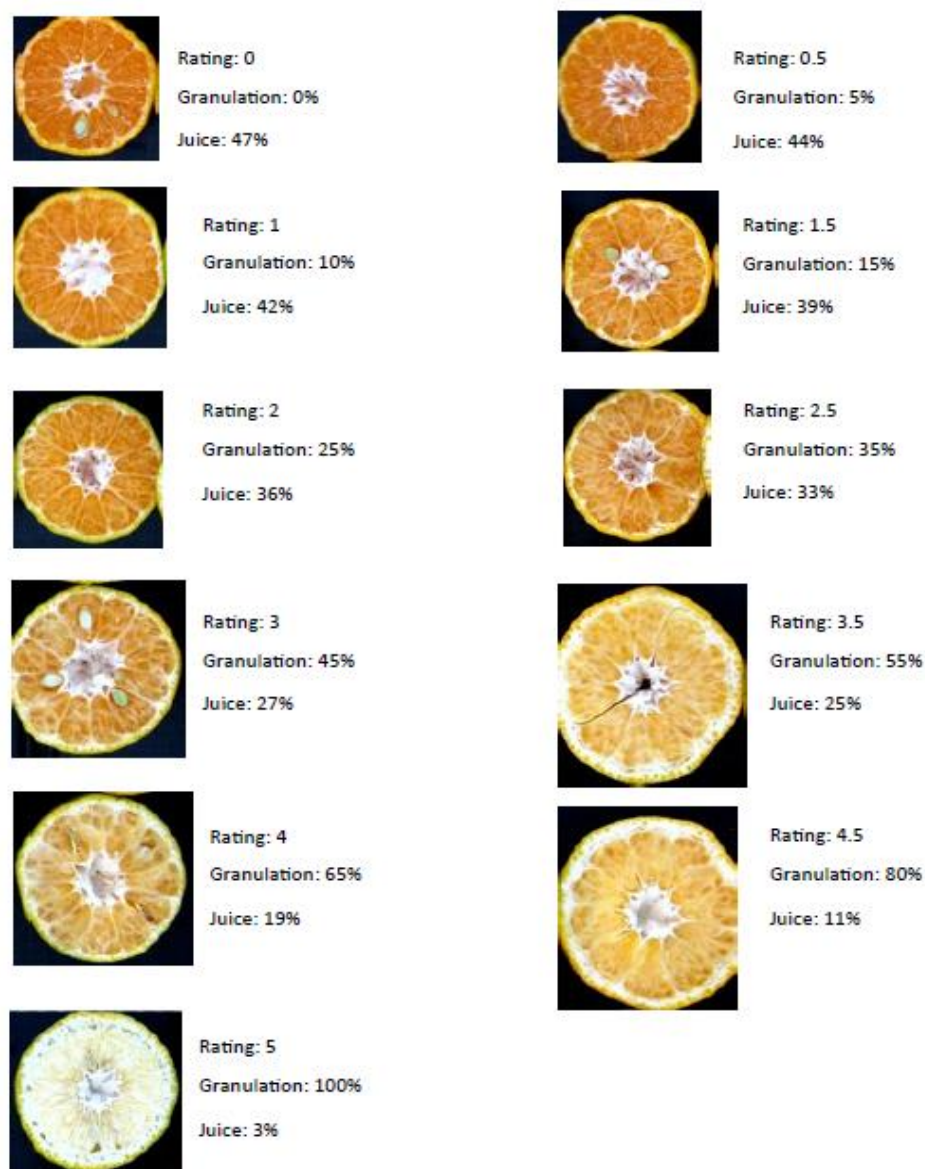 Rating: 0
Granulation: 0%
Juice: 47%
Rating: 0.5
Granulation: 5%
Juice: 44%
Rating: 1
Granulation: 10%
Juice: 42%
Rating: 1.5
Granulation: 15%
Juice: 39%
Rating: 2
Granulation: 25%
Juice: 36%
Rating: 2.5
Granulation: 35%
Juice: 33%
Rating: 3
Granulation: 45%
Juice: 27%
Rating: 3.5
Granulation: 55%
Juice: 25%
Rating: 4
Granulation: 65%
Juice: 19%
Rating: 4.5
Granulation: 80%
Juice: 11%
Rating: 5
Granulation: 100%
Juice: 3%